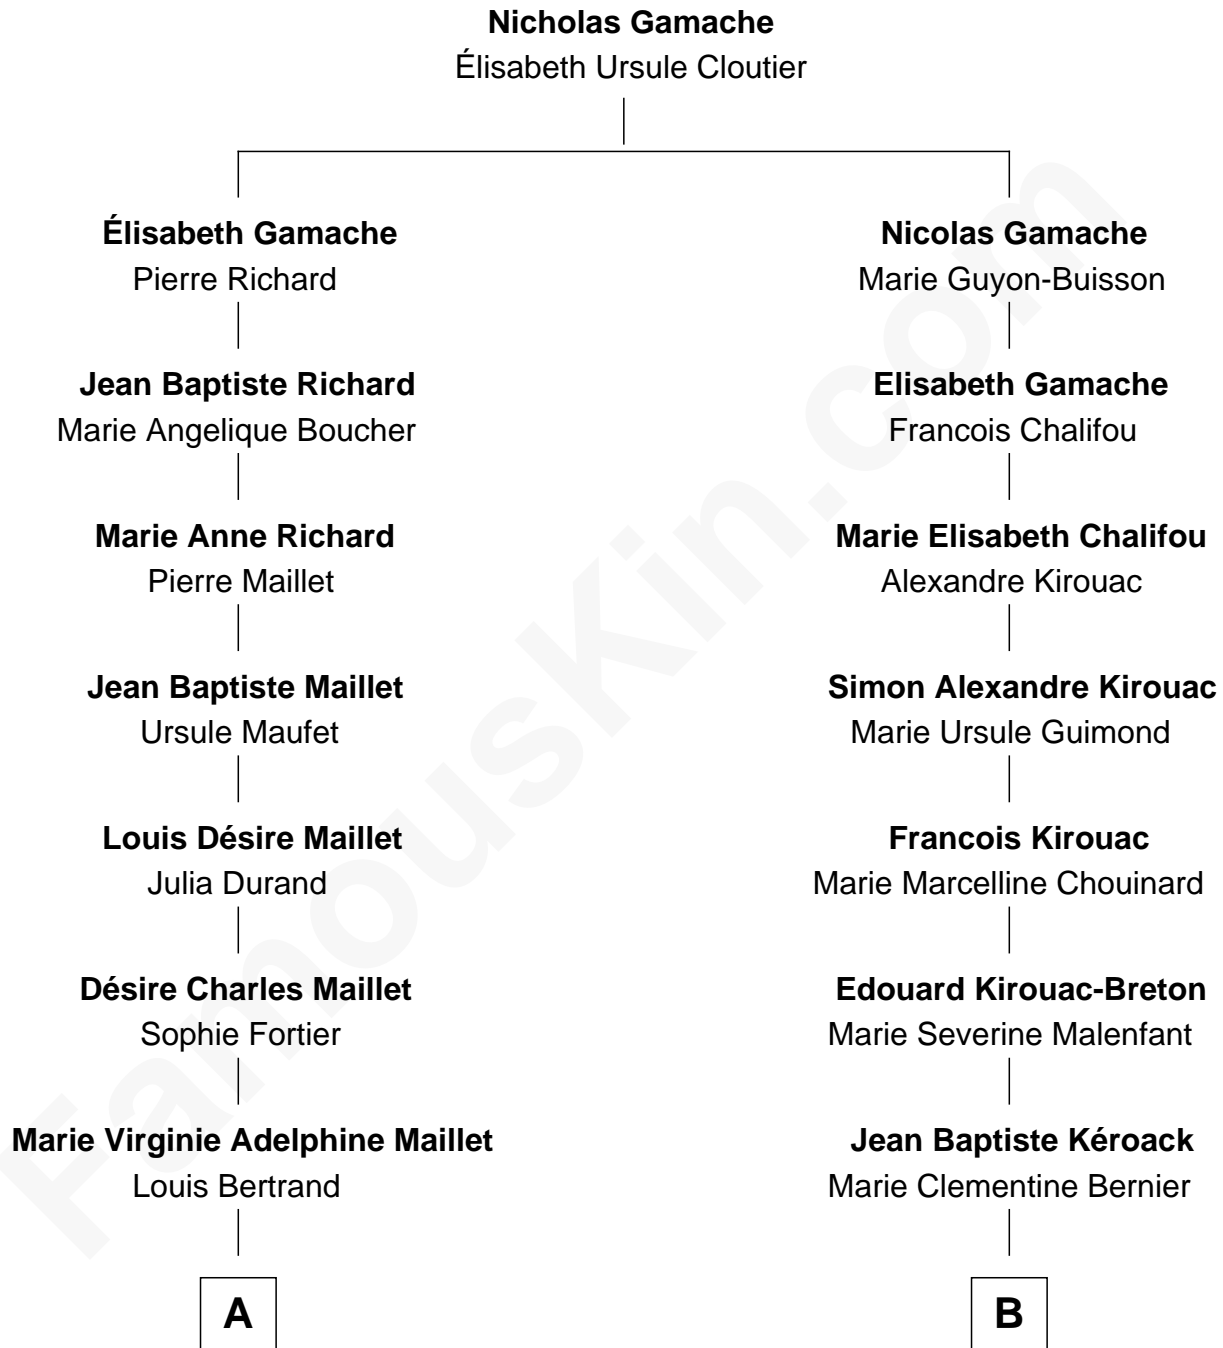 Nicholas Gamache
Élisabeth Ursule Cloutier
Élisabeth Gamache
Pierre Richard
Jean Baptiste Richard
Marie Angelique Boucher
Marie Anne Richard
Pierre Maillet
Jean Baptiste Maillet
Ursule Maufet
Louis Désire Maillet
Julia Durand
Désire Charles Maillet
Sophie Fortier
Marie Virginie Adelphine Maillet
Louis Bertrand
A
Nicolas Gamache
Marie Guyon-Buisson
Elisabeth Gamache
Francois Chalifou
Marie Elisabeth Chalifou
Alexandre Kirouac
Simon Alexandre Kirouac
Marie Ursule Guimond
Francois Kirouac
Marie Marcelline Chouinard
Edouard Kirouac-Breton
Marie Severine Malenfant
Jean Baptiste Kéroack
Marie Clementine Bernier
B
FamousKin.com